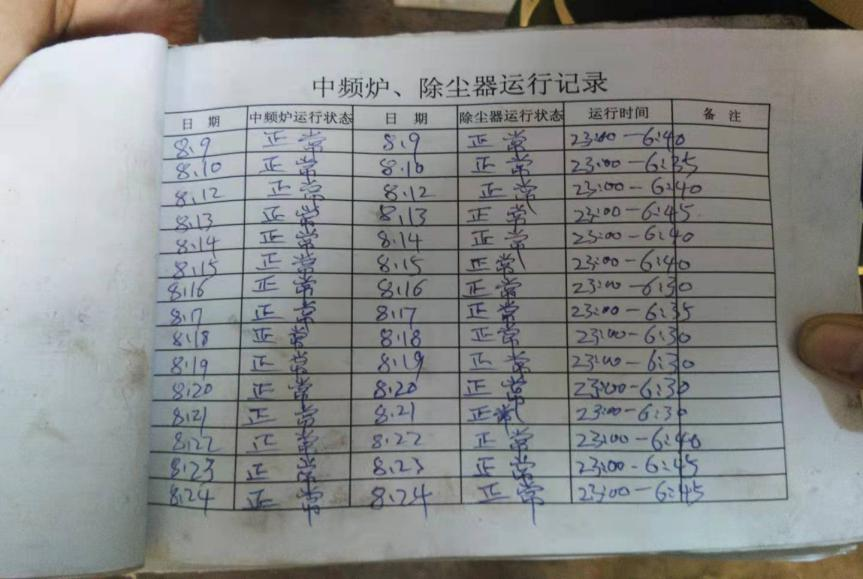 中频炉、除尘器运行记录
日期 中频炉运行状态 日期 除尘器运行状态 运行时间 备注
8.9 正常 8.9 正常 23:00-6:40
8.10 正常 8.10 正常 23:00-6:35
8.12 正常 8.12 正常 23:00-6:40
8.13 正常 8.13 正常 23:00-6:45
8.14 正常 8.14 正常 23:00-6:40
8.15 正常 8.15 正常 23:00-6:40
8.16 正常 8.16 正常 23:00-6:30
8.17 正常 8.17 正常 23:00-6:35
8.18 正常 8.18 正常 23:00-6:30
8.19 正常 8.19 正常 23:00-6:30
8.20 正常 8.20 正常 23:00-6:30
8.21 正常 8.21 正常 23:00-6:30
8.22 正常 8.22 正常 23:00-6:40
8.23 正常 8.23 正常 23:00-6:45
8.24 正常 8.24 正常 23:00-6:45